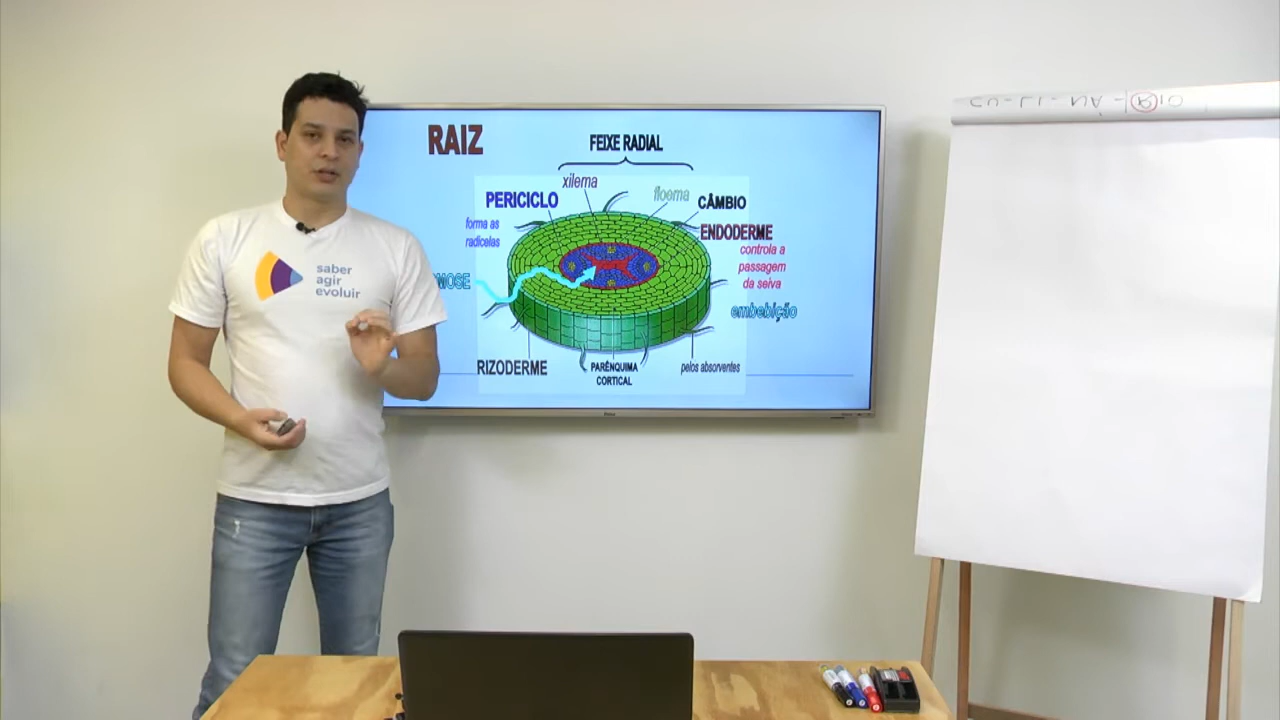 RAIZ
FEIXE RADIAL
xilema
floema
PERICICLO
CÂMBIO
forma as
radicelas
ENDODERME
controla a
passagem
da seiva
MOSE
embebição
RIZODERME
PARÊNQUIMA
CORTICAL
pelos absorventes
saber
agir
evoluir